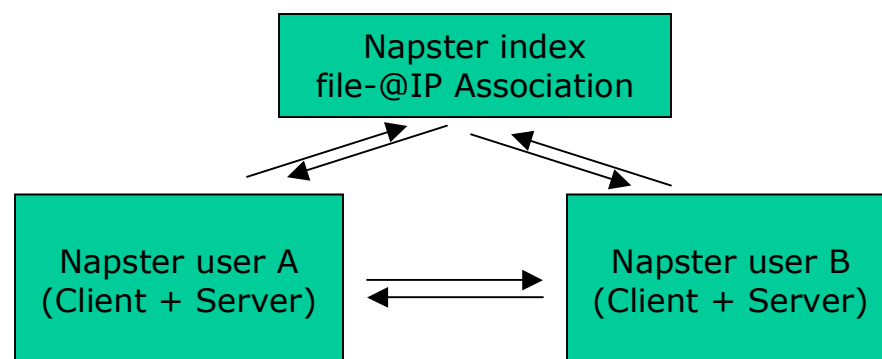 Napster index
file-@IP Association
Napster user A
(Client + Server)
Napster user B
(Client + Server)